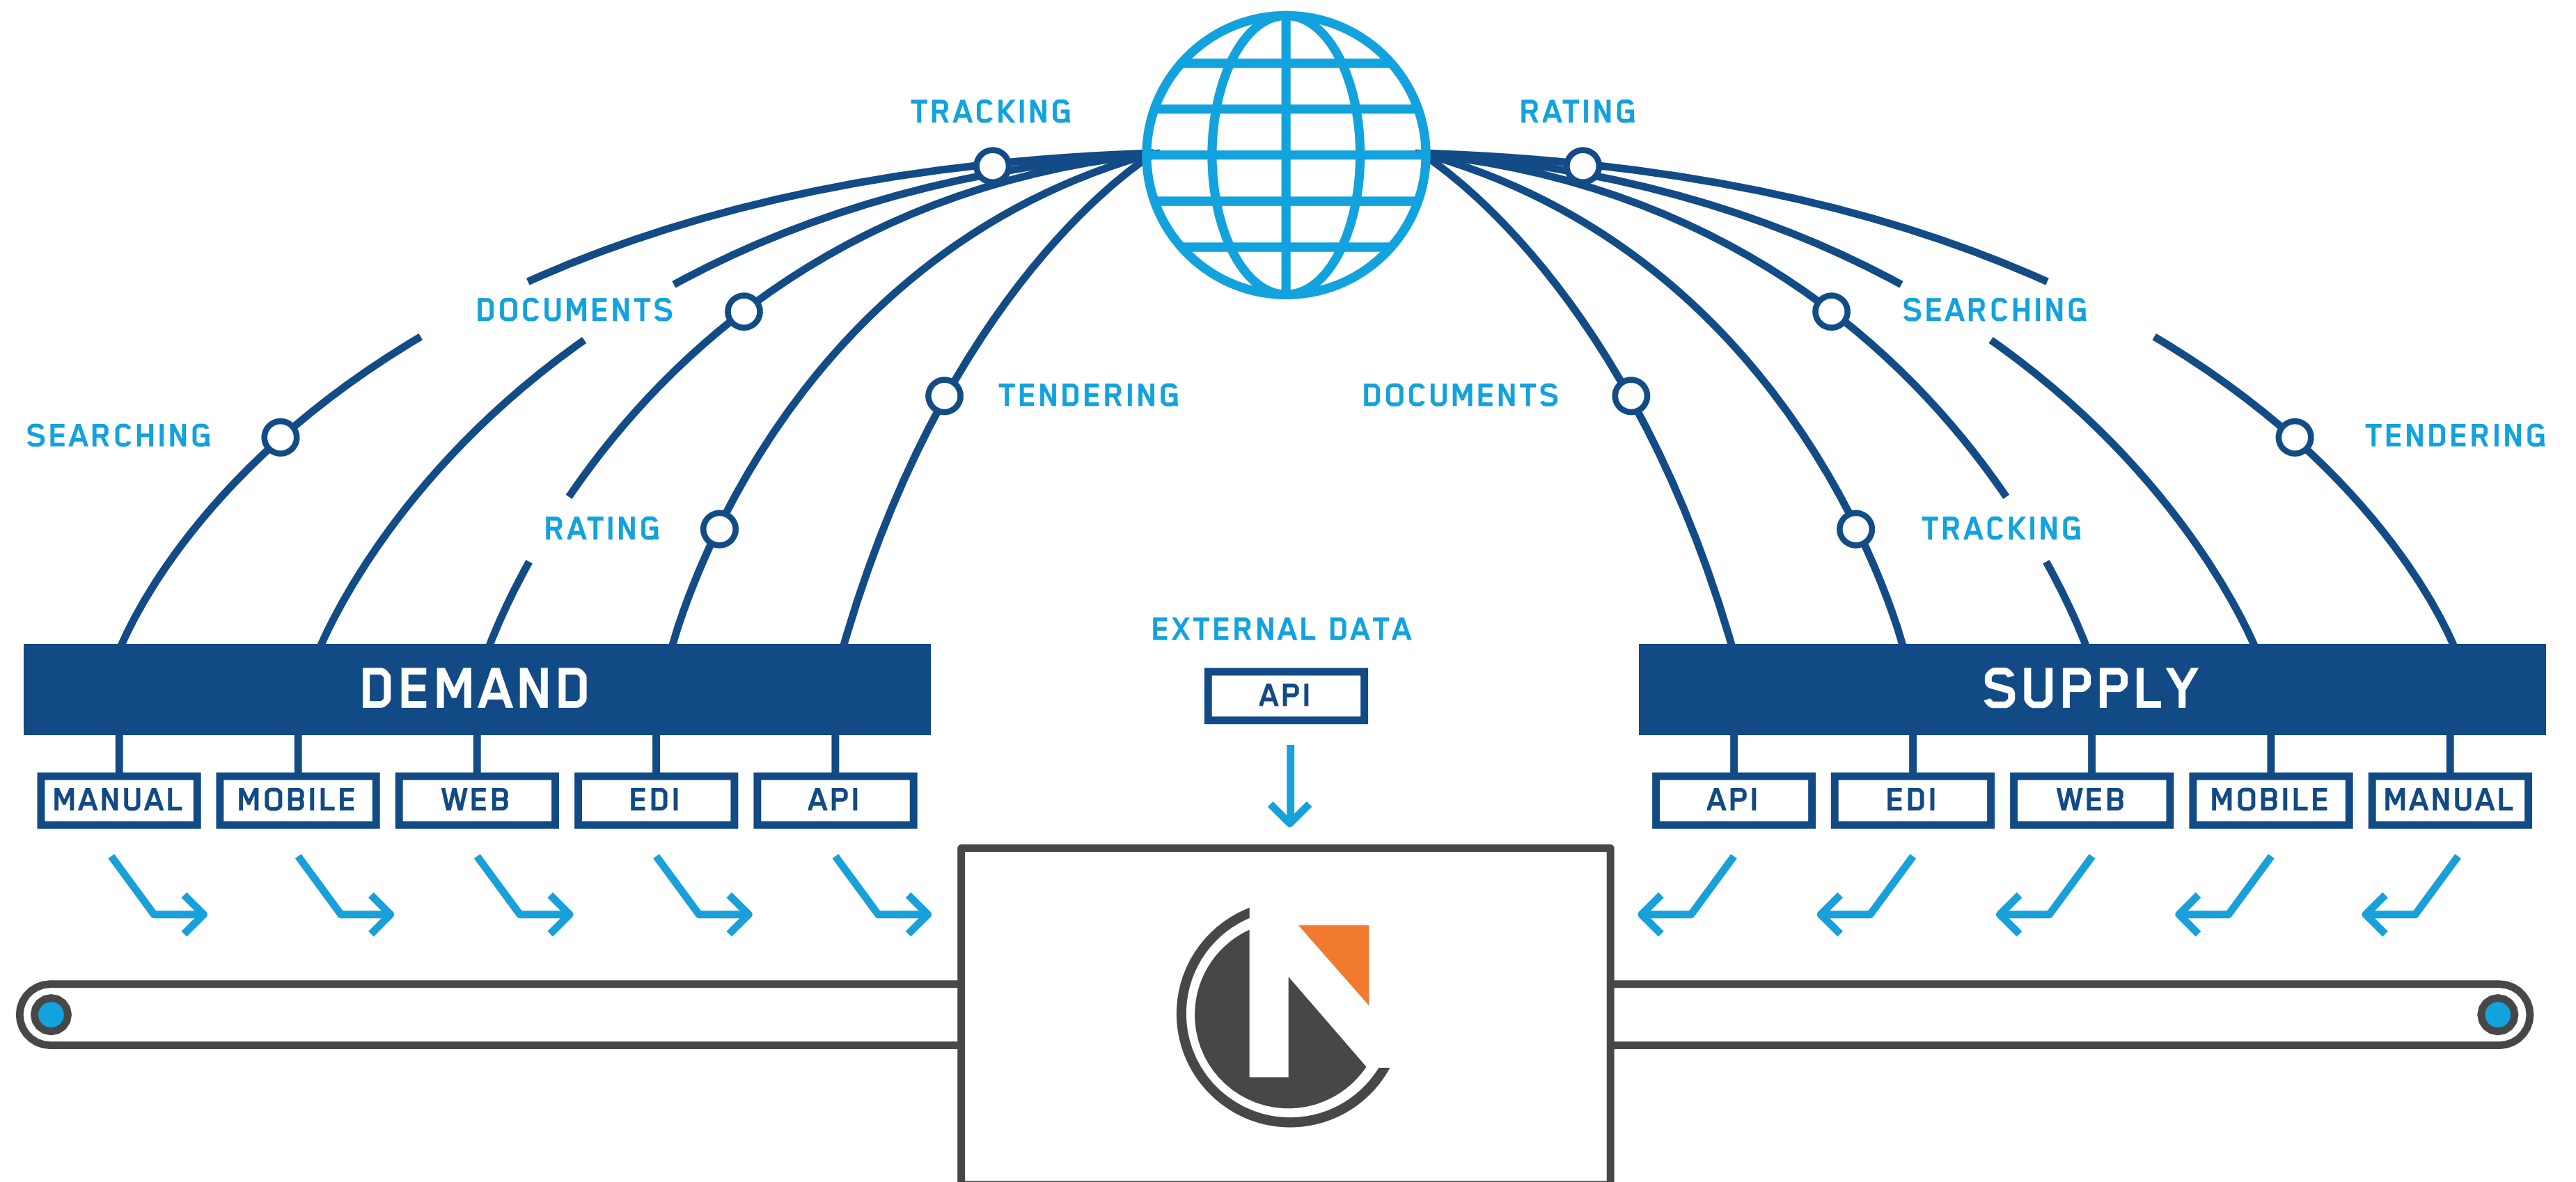 TRACKING
RATING
DOCUMENTS
SEARCHING
TENDERING
DOCUMENTS
SEARCHING
TENDERING
RATING
TRACKING
EXTERNAL DATA
DEMAND
API
SUPPLY
MANUAL
MOBILE
WEB
EDI
API
API
EDI
WEB
MOBILE
MANUAL